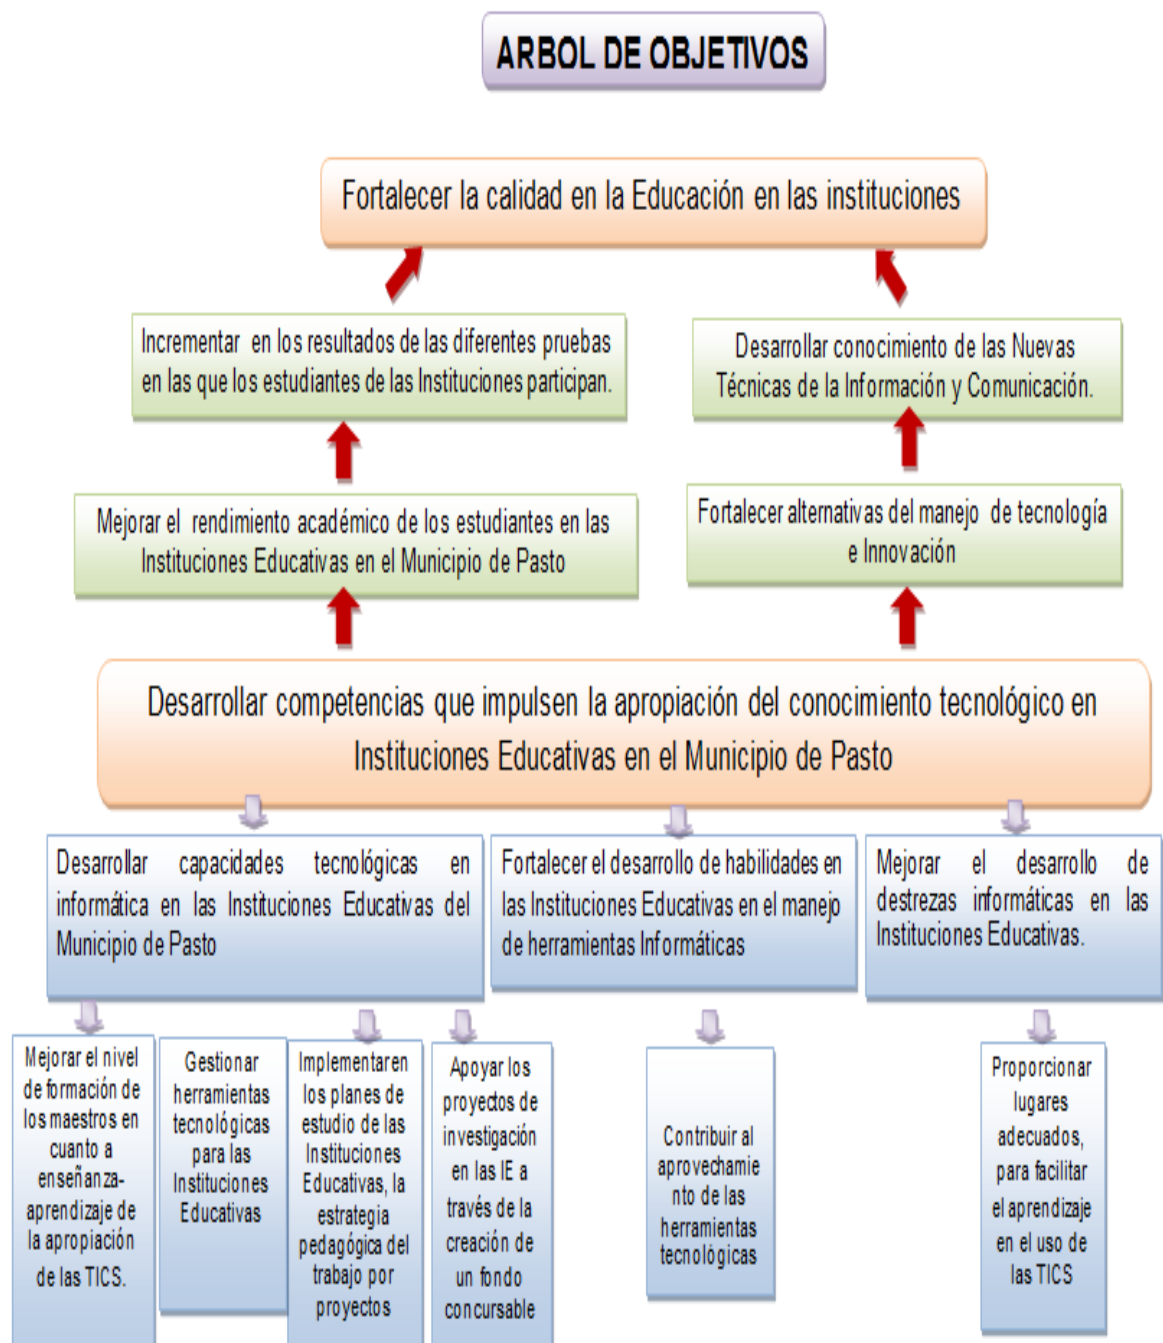 ARBOL DE OBJETIVOS
Fortalecer la calidad en la Educación en las instituciones
Incrementar en los resultados de las diferentes pruebas
en las que los estudiantes de las Instituciones participan.
Desarrollar conocimiento de las Nuevas
Técnicas de la Información y Comunicación.
Mejorar el rendimiento académico de los estudiantes en las
Instituciones Educativas en el Municipio de Pasto
Fortalecer alternativas del manejo de tecnología
e Innovación
Desarrollar competencias que impulsen la apropiación del conocimiento tecnológico en
Instituciones Educativas en el Municipio de Pasto
Desarrollar capacidades tecnológicas en
informática en las Instituciones Educativas del
Municipio de Pasto
Fortalecer el desarrollo de habilidades en
las Instituciones Educativas en el manejo
de herramientas Informáticas
Mejorar el desarrollo de
destrezas informáticas en las
Instituciones Educativas.
Mejorar el nivel
de formación de
los maestros en
cuanto a
enseñanza-
aprendizaje de
la apropiación
de las TICS.
Gestionar
herramientas
tecnológicas
para las
Instituciones
Educativas
Implementar en
los planes de
estudio de las
Instituciones
Educativas, la
estrategia
pedagógica del
trabajo por
proyectos
Apoyar los
proyectos de
investigación
en las IE a
través de la
creación de
un fondo
concursable
Contribuir al
aprovechamie
nto de las
herramientas
tecnológicas
Proporcionar
lugares
adecuados,
para facilitar
el aprendizaje
en el uso de
las TICS